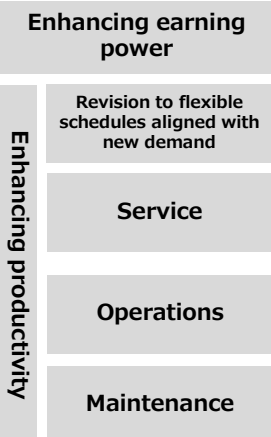 Enhancing earning
power
Enhancing productivity
Revision to flexible
schedules aligned with
new demand
Service
Operations
Maintenance